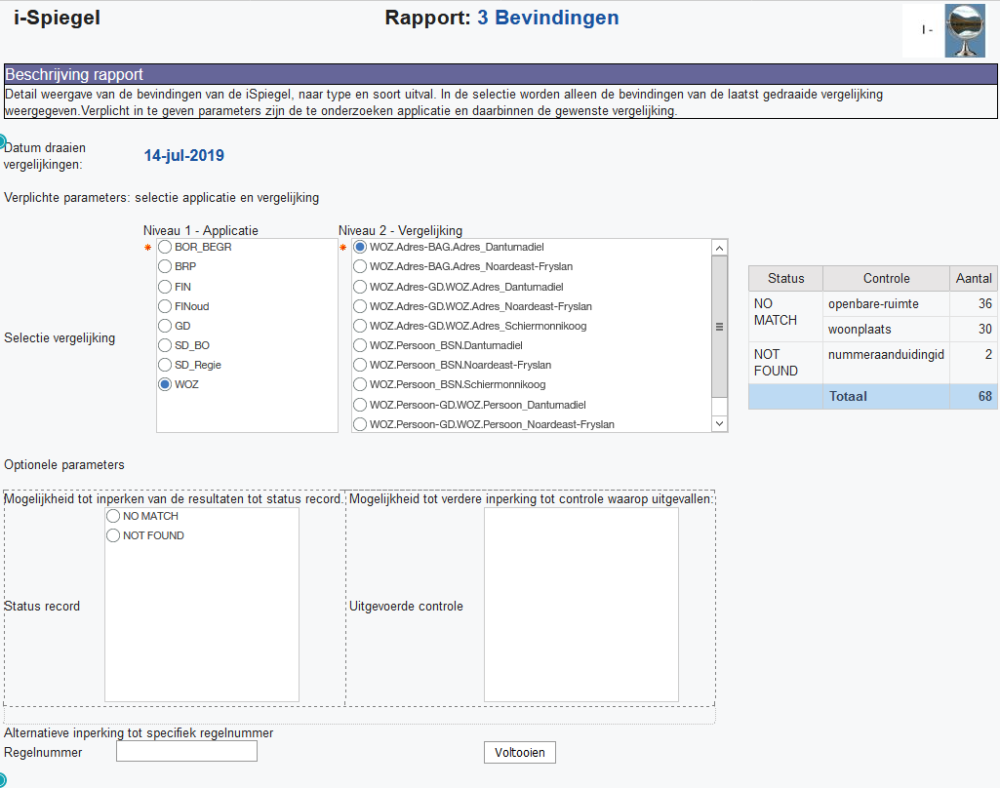 i-Spiegel
Rapport: 3 Bevindingen
I -
Beschrijving rapport
Detail weergave van de bevindingen van de iSpiegel, naar type en soort uitval. In de selectie worden alleen de bevindingen van de laatst gedraaide vergelijking
weergegeven.Verplicht in te geven parameters zijn de te onderzoeken applicatie en daarbinnen de gewenste vergelijking.
Datum draaien
vergelijkingen:
14-jul-2019
Verplichte parameters: selectie applicatie en vergelijking
Niveau 1 - Applicatie
Niveau 2 - Vergelijking
Selectie vergelijking
* BOR_BEGR
BRP
FIN
FINoud
GD
SD_BO
SD_Regie
WOZ
* WOZ.Adres-BAG.Adres_Dantumadiel
WOZ.Adres-BAG.Adres_Noardeast-Fryslan
WOZ.Adres-GD.WOZ.Adres_Dantumadiel
WOZ.Adres-GD.WOZ.Adres_Noardeast-Fryslan
WOZ.Adres-GD.WOZ.Adres_Schiermonnikoog
WOZ.Persoon_BSN.Dantumadiel
WOZ.Persoon_BSN.Noardeast-Fryslan
WOZ.Persoon_BSN.Schiermonnikoog
WOZ.Persoon-GD.WOZ.Persoon_Dantumadiel
WOZ.Persoon-GD.WOZ.Persoon_Noardeast-Fryslan
Status Controle Aantal
NO MATCH openbare-ruimte 36
woonplaats 30
NOT FOUND nummeraanduidingid 2
Totaal 68
Optionele parameters
Mogelijkheid tot inperken van de resultaten tot status record.
Mogelijkheid tot verdere inperking tot controle waarop uitgevallen:
NO MATCH
NOT FOUND
Status record
Uitgevoerde controle
Alternatieve inperking tot specifiek regelnummer
Regelnummer
Voltooien